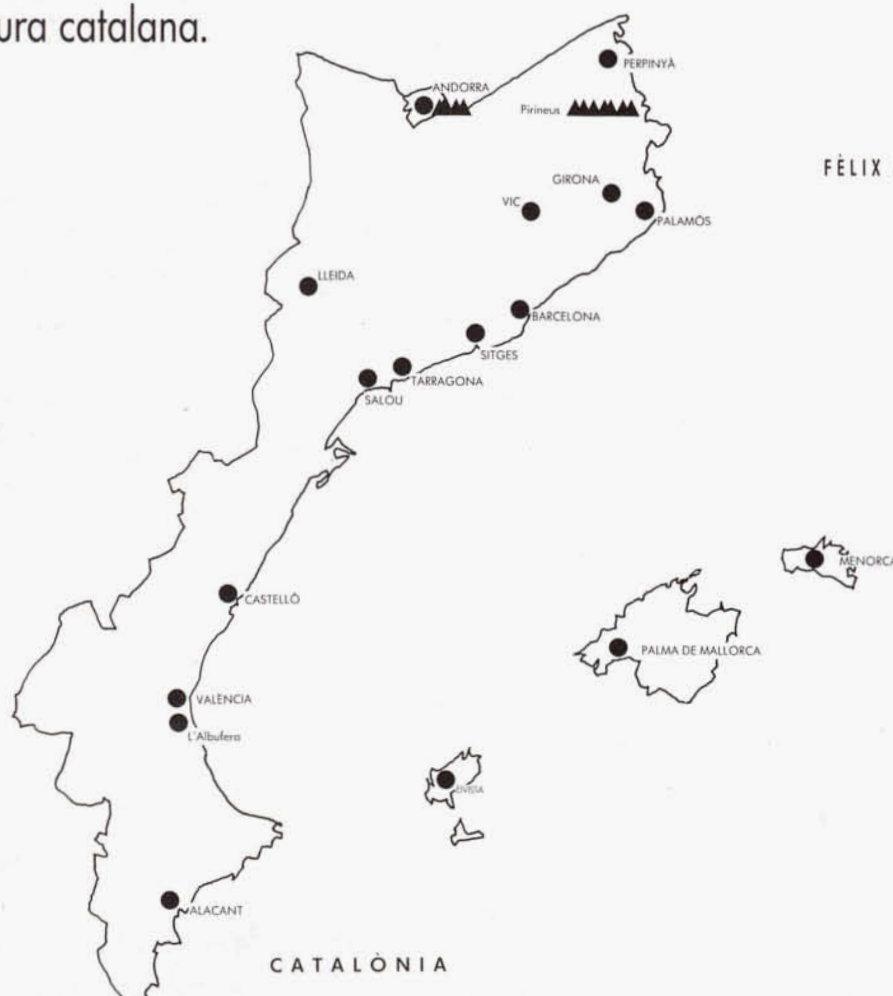 ura catalana.
PERPINYÀ
ANDORRA
Pirineus
FÈLIX
GIRONA
VIC
PALAMÓS
LLEIDA
BARCELONA
SITGES
TARRAGONA
SALOU
MENORCA
CASTELLÓ
PALMA DE MALLORCA
VALÈNCIA
L'Albufera
EIVISTA
ALACANT
CATALÒNIA